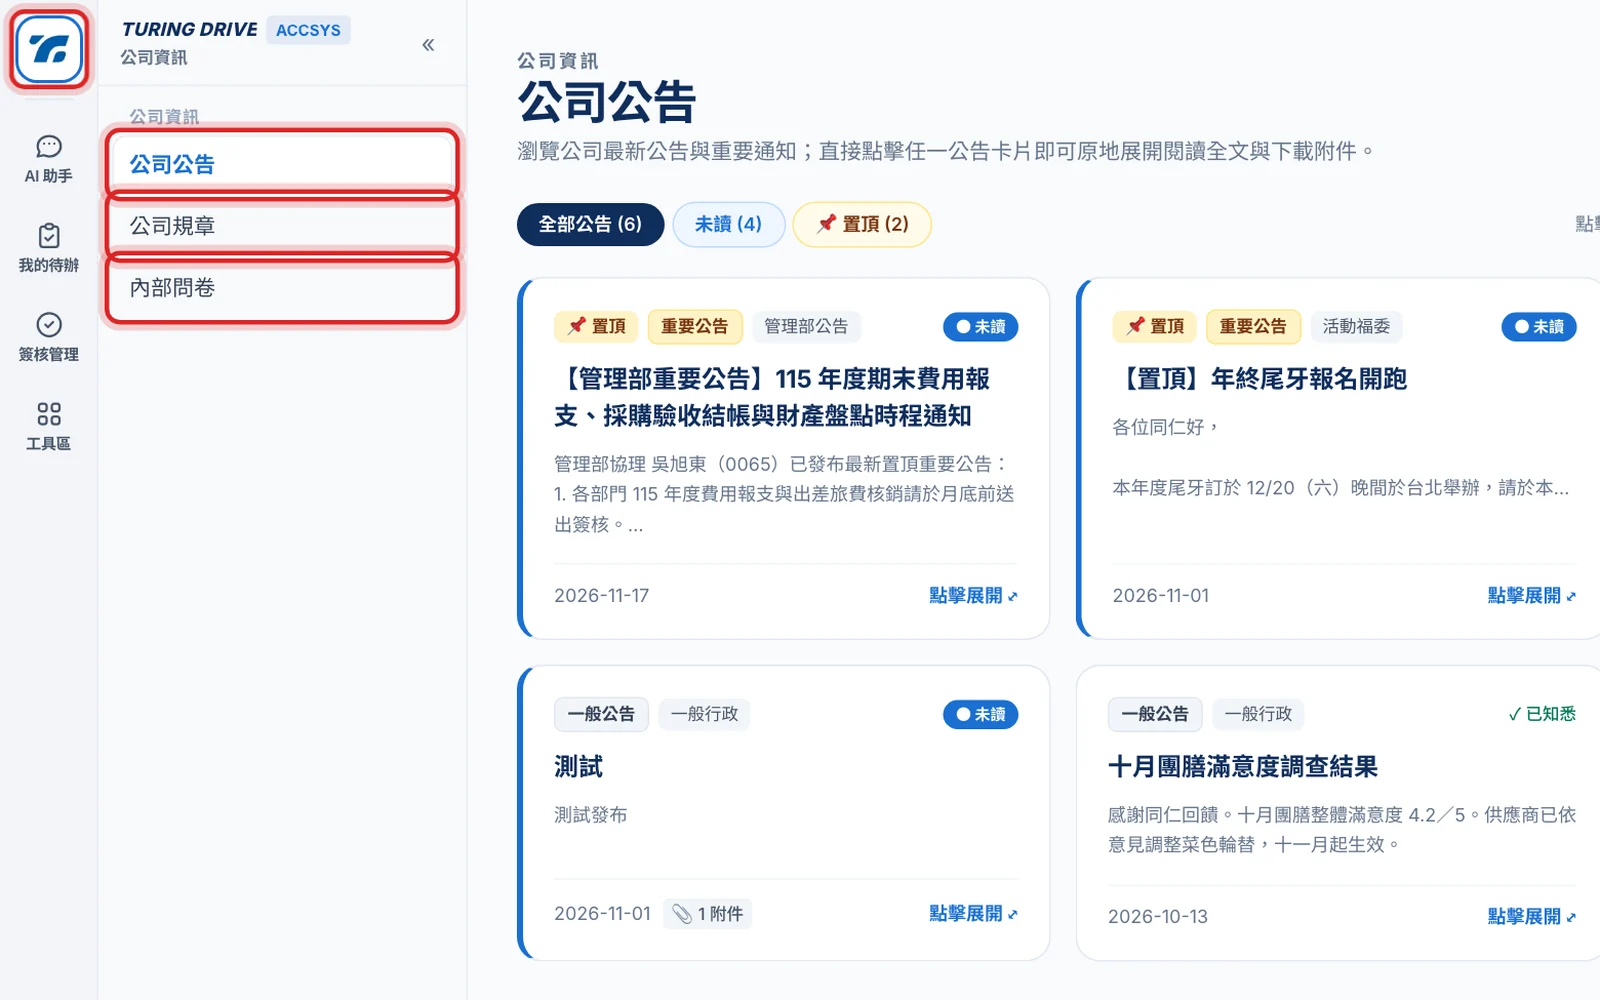 TURING DRIVE ACCSYS
公司資訊
«
AI 助手
我的待辦
簽核管理
工具區
公司資訊
公司公告
公司規章
內部問卷
公司資訊
公司公告
瀏覽公司最新公告與重要通知；直接點擊任一公告卡片即可原地展開閱讀全文與下載附件。
全部公告 (6) 未讀 (4) 📌 置頂 (2)
點擊
📌 置頂 重要公告 管理部公告 未讀
【管理部重要公告】115 年度期末費用報
支、採購驗收結帳與財產盤點時程通知
管理部協理 吳旭東（0065）已發布最新置頂重要公告：
1. 各部門 115 年度費用報支與出差旅費核銷請於月底前送
出簽核。...
2026-11-17 點擊展開 ⤢
📌 置頂 重要公告 活動福委 未讀
【置頂】年終尾牙報名開跑
各位同仁好，
本年度尾牙訂於 12/20（六）晚間於台北舉辦，請於本...
2026-11-01 點擊展開 ⤢
一般公告 一般行政 未讀
測試
測試發布
2026-11-01 📎 1 附件 點擊展開 ⤢
一般公告 一般行政 ✓ 已知悉
十月團膳滿意度調查結果
感謝同仁回饋。十月團膳整體滿意度 4.2／5。供應商已依
意見調整菜色輪替，十一月起生效。
2026-10-13 點擊展開 ⤢